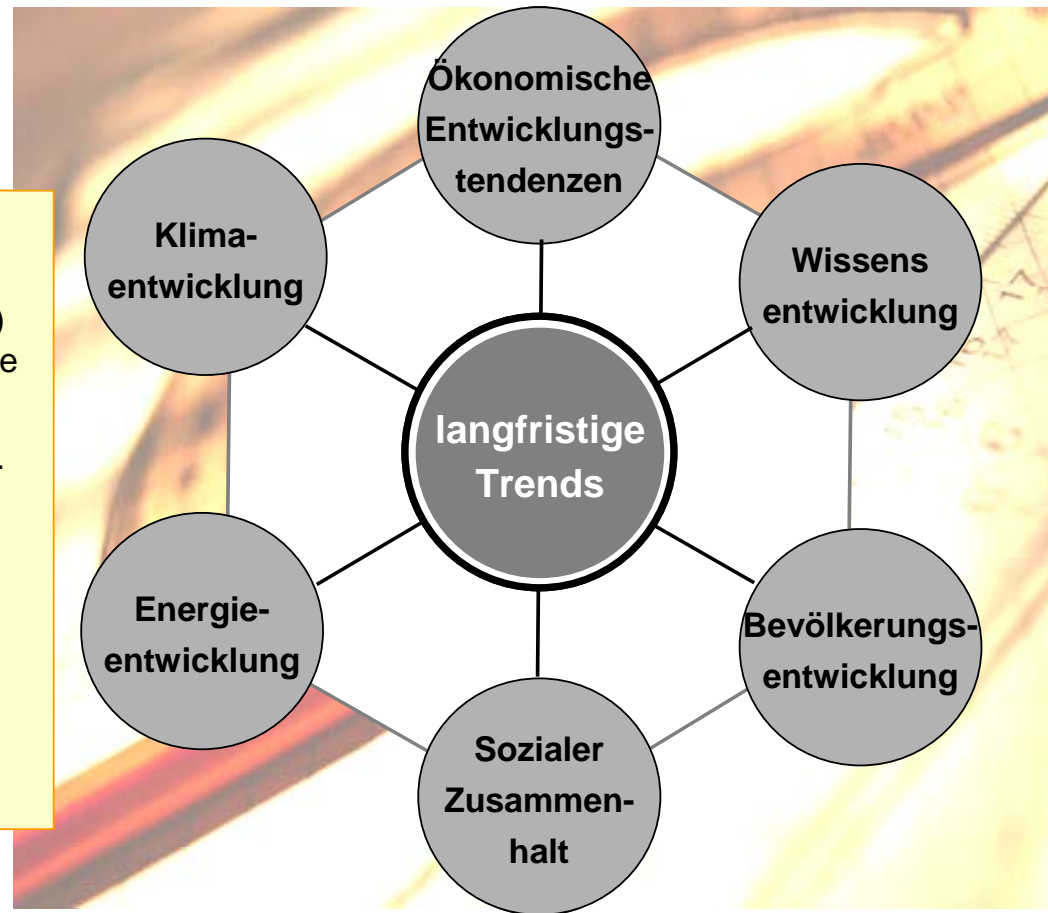 Ökonomische
Entwicklungs-
tendenzen
Klima-
entwicklung
Wissens
entwicklung
)
e
.
langfristige
Trends
Energie-
entwicklung
Bevölkerungs-
entwicklung
Sozialer
Zusammen-
halt